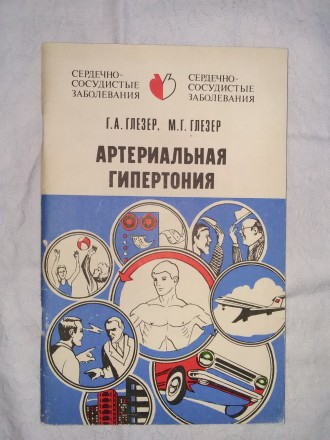 СЕРДЕЧНО-
СОСУДИСТЫЕ
ЗАБОЛЕВАНИЯ
СЕРДЕЧНО-
СОСУДИСТЫЕ
ЗАБОЛЕВАНИЯ
Г. А. ГЛЕЗЕР, М. Г. ГЛЕЗЕР
АРТЕРИАЛЬНАЯ
ГИПЕРТОНИЯ